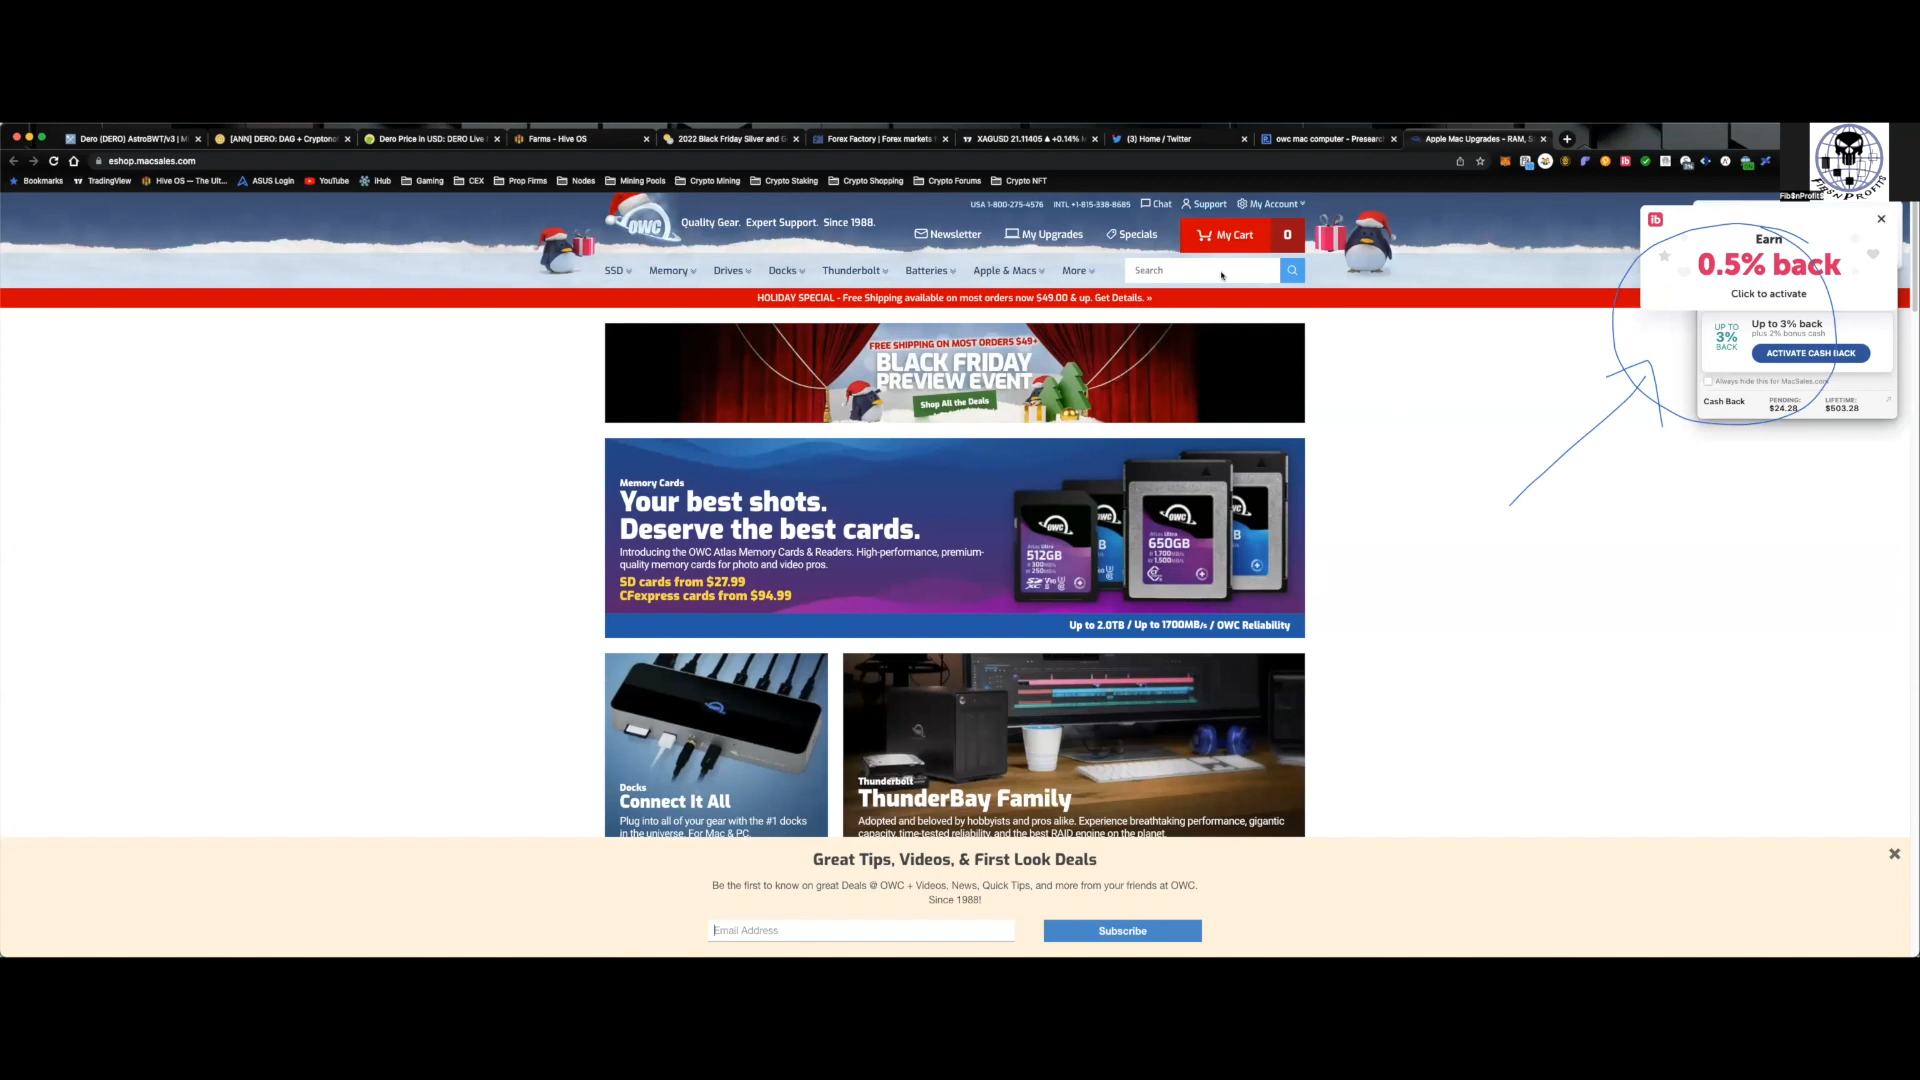 Dero (DERO) AstroBWT/v3 | M
[ANN] DERO: DAG + Cryptono
Dero Price in USD: DERO Live
Farms - Hive OS
2022 Black Friday Silver and G
Forex Factory | Forex markets
XAGUSD 21.11405 ▲ +0.14%
(3) Home / Twitter
owc mac computer - Presearc
Apple Mac Upgrades - RAM, S
eshop.macsales.com
Bookmarks
TradingView
Hive OS — The Ult...
ASUS Login
YouTube
IHub
Gaming
CEX
Prop Firms
Nodes
Mining Pools
Crypto Mining
Crypto Staking
Crypto Shopping
Crypto Forums
Crypto NFT
FIBS'N PROFITS
Fib$nProfit$
USA 1-800-275-4576
INTL +1-815-338-8685
Chat
Support
My Account
OWC
Quality Gear. Expert Support. Since 1988.
Newsletter
My Upgrades
Specials
My Cart
0
SSD
Memory
Drives
Docks
Thunderbolt
Batteries
Apple & Macs
More
Search
HOLIDAY SPECIAL - Free Shipping available on most orders now $49.00 & up. Get Details. »
ib
Earn
0.5% back
Click to activate
UP TO
3%
BACK
Up to 3% back
plus 2% bonus cash
ACTIVATE CASH BACK
Always hide this for MacSales.com
Cash Back
PENDING:
$24.28
LIFETIME:
$503.28
FREE SHIPPING ON MOST ORDERS $49+
BLACK FRIDAY
PREVIEW EVENT
Shop All the Deals
Memory Cards
Your best shots.
Deserve the best cards.
Introducing the OWC Atlas Memory Cards & Readers. High-performance, premium-
quality memory cards for photo and video pros.
SD cards from $27.99
CFexpress cards from $94.99
OWC
Atlas Ultra
512GB
OWC
Atlas Ultra
650GB
Up to 2.0TB / Up to 1700MB/s / OWC Reliability
Docks
Connect It All
Plug into all of your gear with the #1 docks
in the universe. For Mac & PC.
Thunderbolt
ThunderBay Family
Adopted and beloved by hobbyists and pros alike. Experience breathtaking performance, gigantic
capacity, time-tested reliability, and the best RAID engine on the planet.
Great Tips, Videos, & First Look Deals
Be the first to know on great Deals @ OWC + Videos, News, Quick Tips, and more from your friends at OWC.
Since 1988!
Email Address
Subscribe